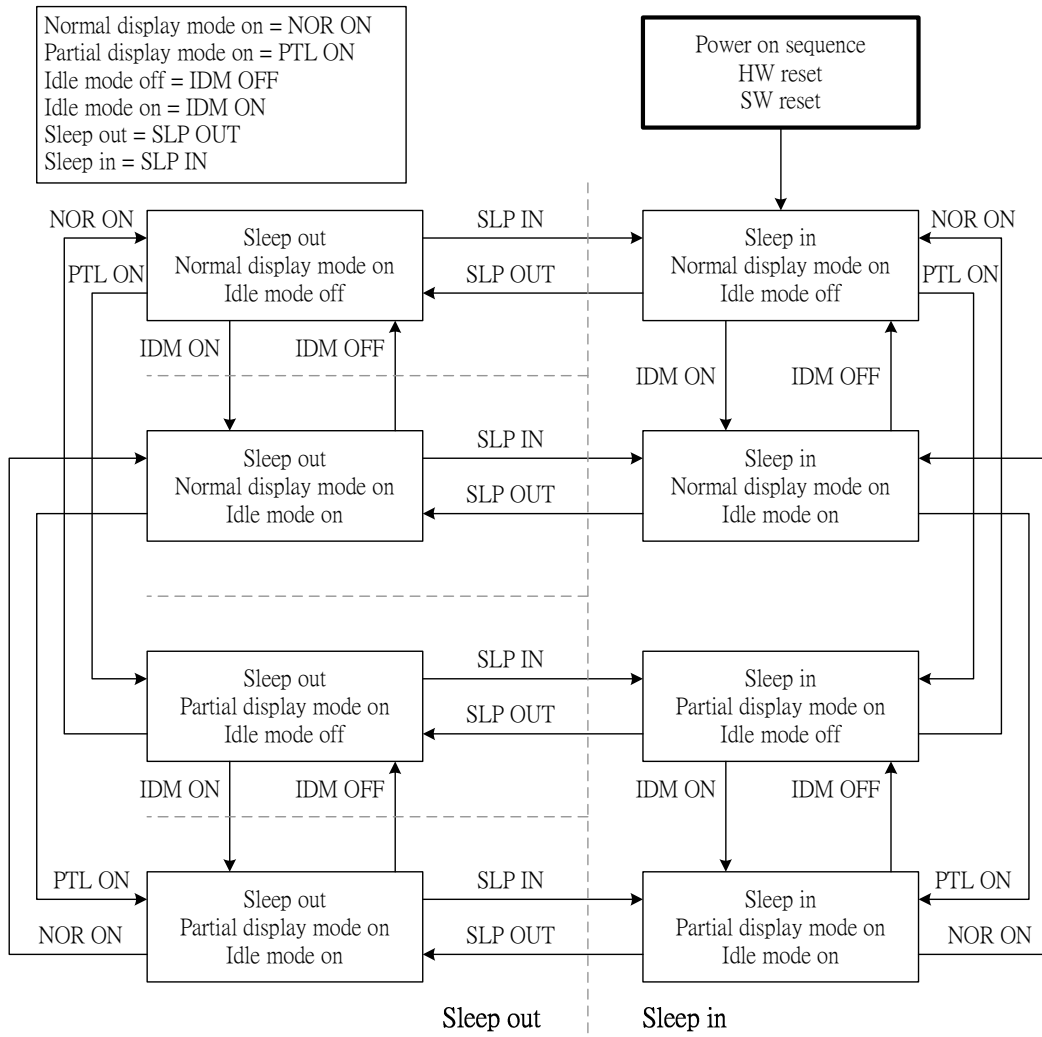 Normal display mode on = NOR ON
Partial display mode on = PTL ON
Idle mode off = IDM OFF
Idle mode on = IDM ON
Sleep out = SLP OUT
Sleep in = SLP IN
Power on sequence
HW reset
SW reset
NOR ON
PTL ON
Sleep out
Normal display mode on
Idle mode off
SLP IN
SLP OUT
Sleep in
Normal display mode on
Idle mode off
NOR ON
PTL ON
IDM ON
IDM OFF
IDM ON
IDM OFF
Sleep out
Normal display mode on
Idle mode on
SLP IN
SLP OUT
Sleep in
Normal display mode on
Idle mode on
Sleep out
Partial display mode on
Idle mode off
SLP IN
SLP OUT
Sleep in
Partial display mode on
Idle mode off
IDM ON
IDM OFF
IDM ON
IDM OFF
PTL ON
NOR ON
Sleep out
Partial display mode on
Idle mode on
SLP IN
SLP OUT
Sleep in
Partial display mode on
Idle mode on
PTL ON
NOR ON
Sleep out
Sleep in